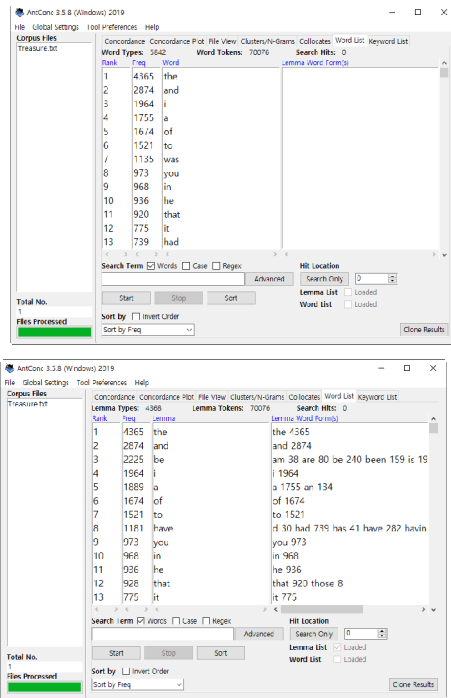 AntConc 3.5.8 (Windows) 2019
File Global Settings Tool Preferences Help
Corpus Files
Treasure.txt
Concordance Concordance Plot File View Clusters/N-Grams Collocates Word List Keyword List
Word Types: 5842 Word Tokens: 70076 Search Hits: 0
Rank Freq Word Lemma Word Form(s)
1 4365 the
2 2874 and
3 1964 i
4 1755 a
5 1674 of
6 1521 to
7 1135 was
8 973 you
9 968 in
10 936 he
11 920 that
12 775 it
13 739 had
Search Term Words Case Regex Hit Location
Advanced Search Only 0
Start Stop Sort Lemma List Loaded
Word List Loaded
Sort by Invert Order
Sort by Freq Clone Results
Total No.
1
Files Processed
AntConc 3.5.8 (Windows) 2019
File Global Settings Tool Preferences Help
Corpus Files
Treasure.txt
Concordance Concordance Plot File View Clusters/N-Grams Collocates Word List Keyword List
Lemma Types: 4366 Lemma Tokens: 70076 Search Hits: 0
Rank Freq Lemma Lemma Word Form(s)
1 4365 the the 4365
2 2874 and and 2874
3 2225 be am 38 are 80 be 240 been 159 is 19
4 1964 i i 1964
5 1889 a a 1755 an 134
6 1674 of of 1674
7 1521 to to 1521
8 1181 have d 30 had 739 has 41 have 282 havin
9 973 you you 973
10 968 in in 968
11 936 he he 936
12 928 that that 920 those 8
13 775 it it 775
Search Term Words Case Regex Hit Location
Advanced Search Only 0
Start Stop Sort Lemma List Loaded
Word List Loaded
Sort by Invert Order
Sort by Freq Clone Results
Total No.
1
Files Processed